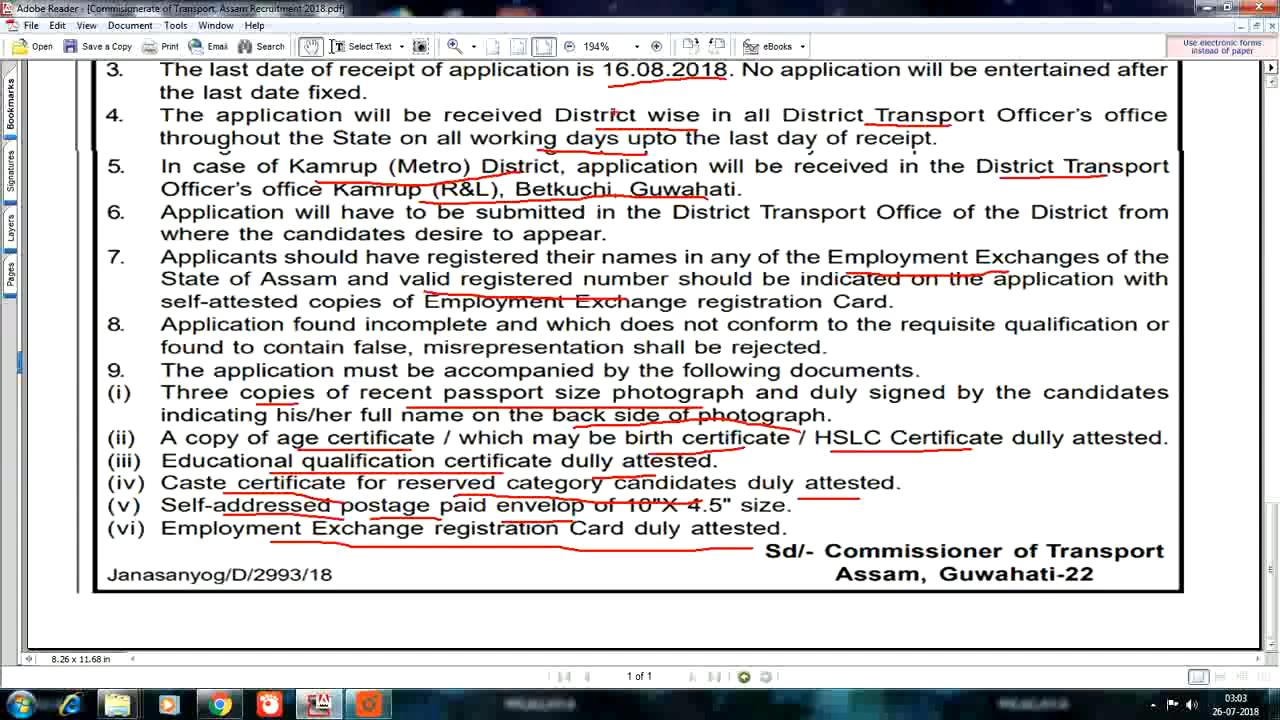 Adobe Reader - [Commisionerate of Transport, Assam Recruitment 2018.pdf]
File Edit View Document Tools Window Help
Open Save a Copy Print Email Search Select Text 194% eBooks
Use electronic forms
instead of paper
Bookmarks
Signatures
Layers
Pages
3. The last date of receipt of application is 16.08.2018. No application will be entertained after
the last date fixed.
4. The application will be received District wise in all District Transport Officer's office
throughout the State on all working days upto the last day of receipt.
5. In case of Kamrup (Metro) District, application will be received in the District Transport
Officer's office Kamrup (R&L), Betkuchi, Guwahati.
6. Application will have to be submitted in the District Transport Office of the District from
where the candidates desire to appear.
7. Applicants should have registered their names in any of the Employment Exchanges of the
State of Assam and valid registered number should be indicated on the application with
self-attested copies of Employment Exchange registration Card.
8. Application found incomplete and which does not conform to the requisite qualification or
found to contain false, misrepresentation shall be rejected.
9. The application must be accompanied by the following documents.
(i) Three copies of recent passport size photograph and duly signed by the candidates
indicating his/her full name on the back side of photograph.
(ii) A copy of age certificate / which may be birth certificate / HSLC Certificate dully attested.
(iii) Educational qualification certificate dully attested.
(iv) Caste certificate for reserved category candidates duly attested.
(v) Self-addressed postage paid envelop of 10"X 4.5" size.
(vi) Employment Exchange registration Card duly attested.
Sd/- Commissioner of Transport
Janasanyog/D/2993/18 Assam, Guwahati-22
8.26 x 11.68 in
1 of 1
03:03
26-07-2018